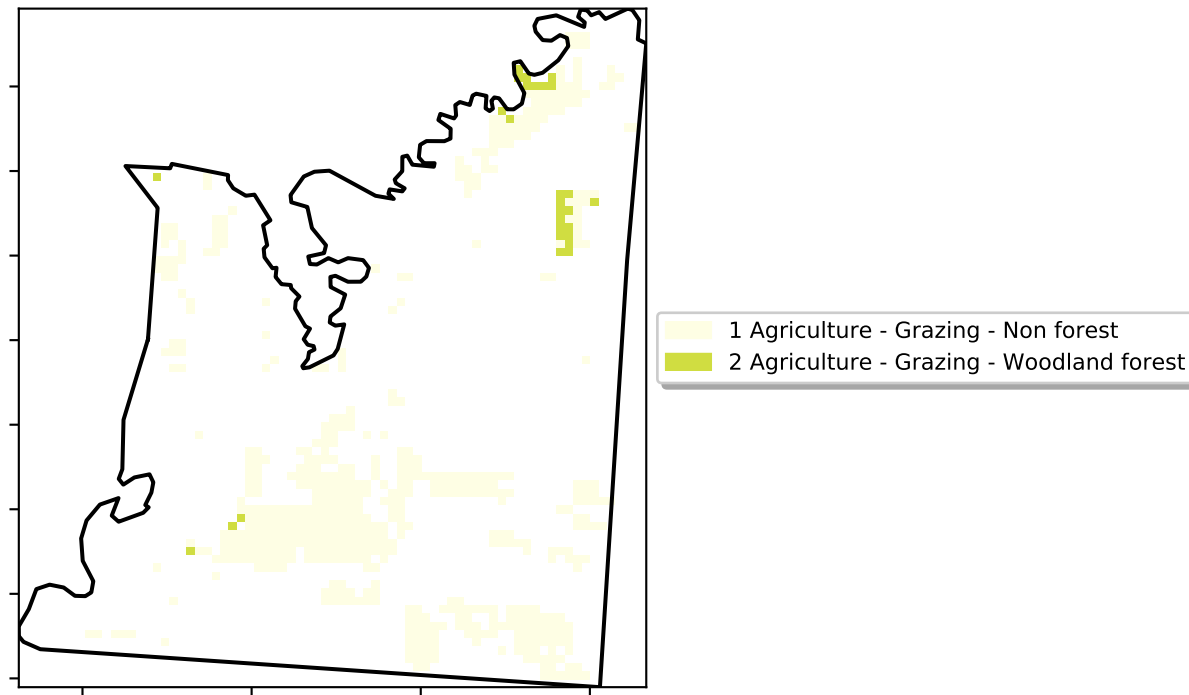 1 Agriculture - Grazing - Non forest
2 Agriculture - Grazing - Woodland forest